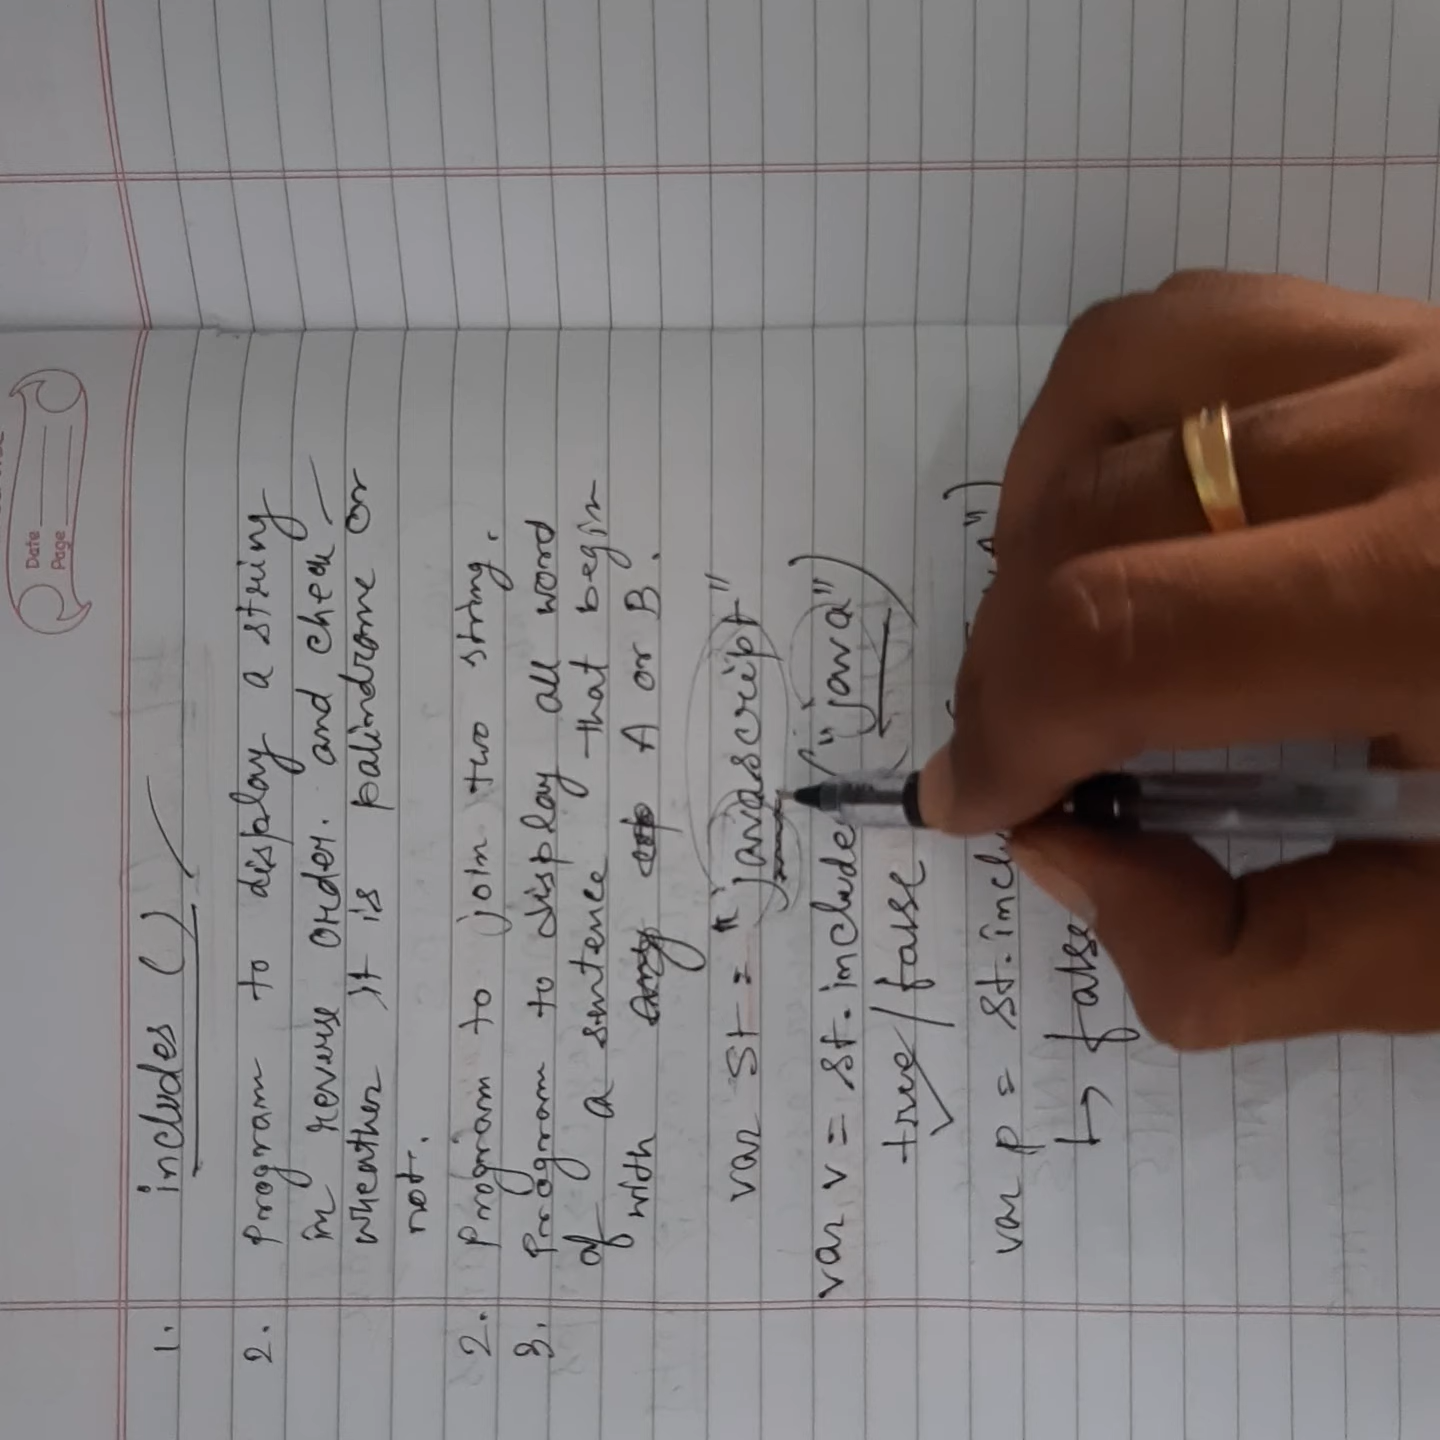 Date
Page
1. includes ()
2. Program to display a string
in reverse order. and check
wheather it is palindrome or
not.
2. Program to join two string.
3. Program to display all word
of a sentence that begin
with A or B.
var st = "javascript"
var v = st.include ("java")
true/false
var p = st.inclu
↳ false